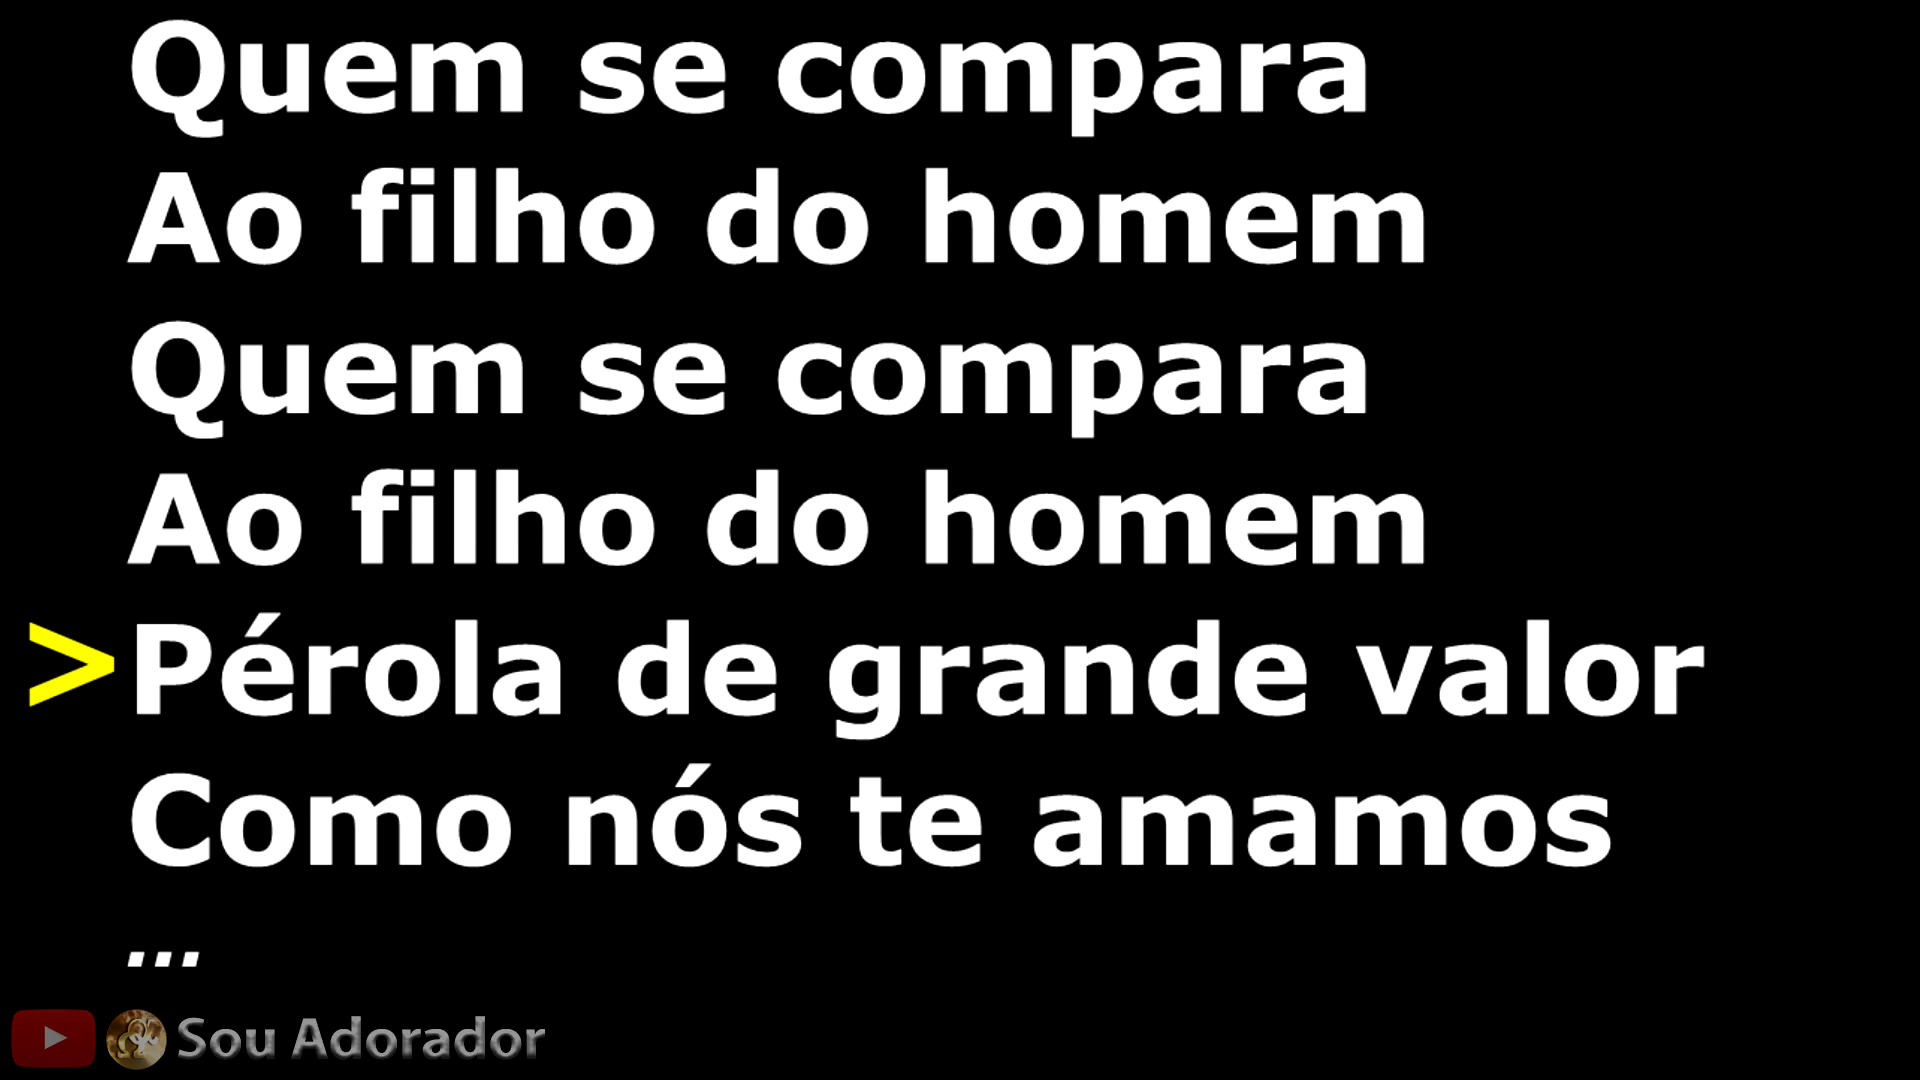 Quem se compara
Ao filho do homem
Quem se compara
Ao filho do homem
>Pérola de grande valor
Como nós te amamos
...
Sou Adorador